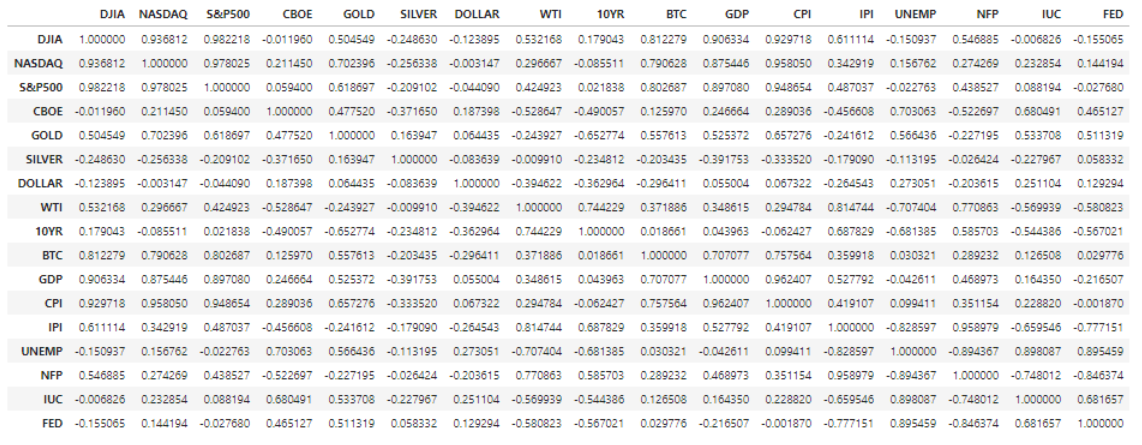 DJIA NASDAQ S&P500 CBOE GOLD SILVER DOLLAR WTI 10YR BTC GDP CPI IPI UNEMP NFP IUC FED
DJIA 1.000000 0.936812 0.982218 -0.011960 0.504549 -0.248630 -0.123895 0.532168 0.179043 0.812279 0.906334 0.929718 0.611114 -0.150937 0.546885 -0.006826 -0.155065
NASDAQ 0.936812 1.000000 0.978025 0.211450 0.702396 -0.256338 -0.003147 0.296667 -0.085511 0.790628 0.875446 0.958050 0.342919 0.156762 0.274269 0.232854 0.144194
S&P500 0.982218 0.978025 1.000000 0.059400 0.618697 -0.209102 -0.044090 0.424923 0.021838 0.802687 0.897080 0.948654 0.487037 -0.022763 0.438527 0.088194 -0.027680
CBOE -0.011960 0.211450 0.059400 1.000000 0.477520 -0.371650 0.187398 -0.528647 -0.490057 0.125970 0.246664 0.289036 -0.456608 0.703063 -0.522697 0.680491 0.465127
GOLD 0.504549 0.702396 0.618697 0.477520 1.000000 0.163947 0.064435 -0.243927 -0.652774 0.557613 0.525372 0.657276 -0.241612 0.566436 -0.227195 0.533708 0.511319
SILVER -0.248630 -0.256338 -0.209102 -0.371650 0.163947 1.000000 -0.083639 -0.009910 -0.234812 -0.203435 -0.391753 -0.333520 -0.179090 -0.113195 -0.026424 -0.227967 0.058332
DOLLAR -0.123895 -0.003147 -0.044090 0.187398 0.064435 -0.083639 1.000000 -0.394622 -0.362964 -0.296411 0.055004 0.067322 -0.264543 0.273051 -0.203615 0.251104 0.129294
WTI 0.532168 0.296667 0.424923 -0.528647 -0.243927 -0.009910 -0.394622 1.000000 0.744229 0.371886 0.348615 0.294784 0.814744 -0.707404 0.770863 -0.569939 -0.580823
10YR 0.179043 -0.085511 0.021838 -0.490057 -0.652774 -0.234812 -0.362964 0.744229 1.000000 0.018661 0.043963 -0.062427 0.687829 -0.681385 0.585703 -0.544386 -0.567021
BTC 0.812279 0.790628 0.802687 0.125970 0.557613 -0.203435 -0.296411 0.371886 0.018661 1.000000 0.707077 0.757564 0.359918 0.030321 0.289232 0.126508 0.029776
GDP 0.906334 0.875446 0.897080 0.246664 0.525372 -0.391753 0.055004 0.348615 0.043963 0.707077 1.000000 0.962407 0.527792 -0.042611 0.468973 0.164350 -0.216507
CPI 0.929718 0.958050 0.948654 0.289036 0.657276 -0.333520 0.067322 0.294784 -0.062427 0.757564 0.962407 1.000000 0.419107 0.099411 0.351154 0.228820 -0.001870
IPI 0.611114 0.342919 0.487037 -0.456608 -0.241612 -0.179090 -0.264543 0.814744 0.687829 0.359918 0.527792 0.419107 1.000000 -0.828597 0.958979 -0.659546 -0.777151
UNEMP -0.150937 0.156762 -0.022763 0.703063 0.566436 -0.113195 0.273051 -0.707404 -0.681385 0.030321 -0.042611 0.099411 -0.828597 1.000000 -0.894367 0.898087 0.895459
NFP 0.546885 0.274269 0.438527 -0.522697 -0.227195 -0.026424 -0.203615 0.770863 0.585703 0.289232 0.468973 0.351154 0.958979 -0.894367 1.000000 -0.748012 -0.846374
IUC -0.006826 0.232854 0.088194 0.680491 0.533708 -0.227967 0.251104 -0.569939 -0.544386 0.126508 0.164350 0.228820 -0.659546 0.898087 -0.748012 1.000000 0.681657
FED -0.155065 0.144194 -0.027680 0.465127 0.511319 0.058332 0.129294 -0.580823 -0.567021 0.029776 -0.216507 -0.001870 -0.777151 0.895459 -0.846374 0.681657 1.000000